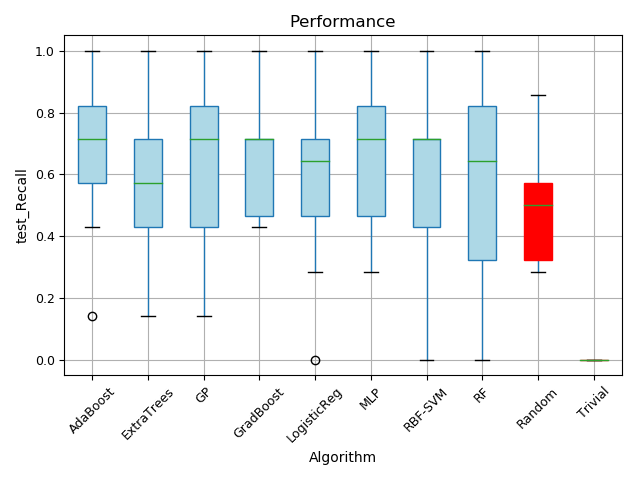 Performance
test_Recall
1.0
0.8
0.6
0.4
0.2
0.0
AdaBoost
ExtraTrees
GP
GradBoost
LogisticReg
MLP
RBF-SVM
RF
Random
Trivial
Algorithm